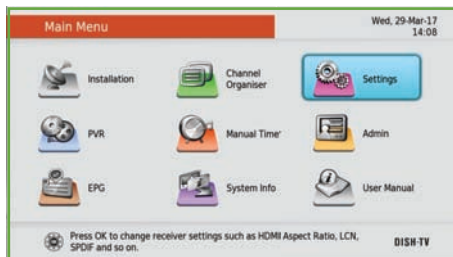 Main Menu
Wed, 29-Mar-17
14:08
Installation
Channel
Organiser
Settings
PVR
Manual Timer
Admin
EPG
System Info
User Manual
Press OK to change receiver settings such as HDMI Aspect Ratio, LCN,
SPDIF and so on.
DISH-TV